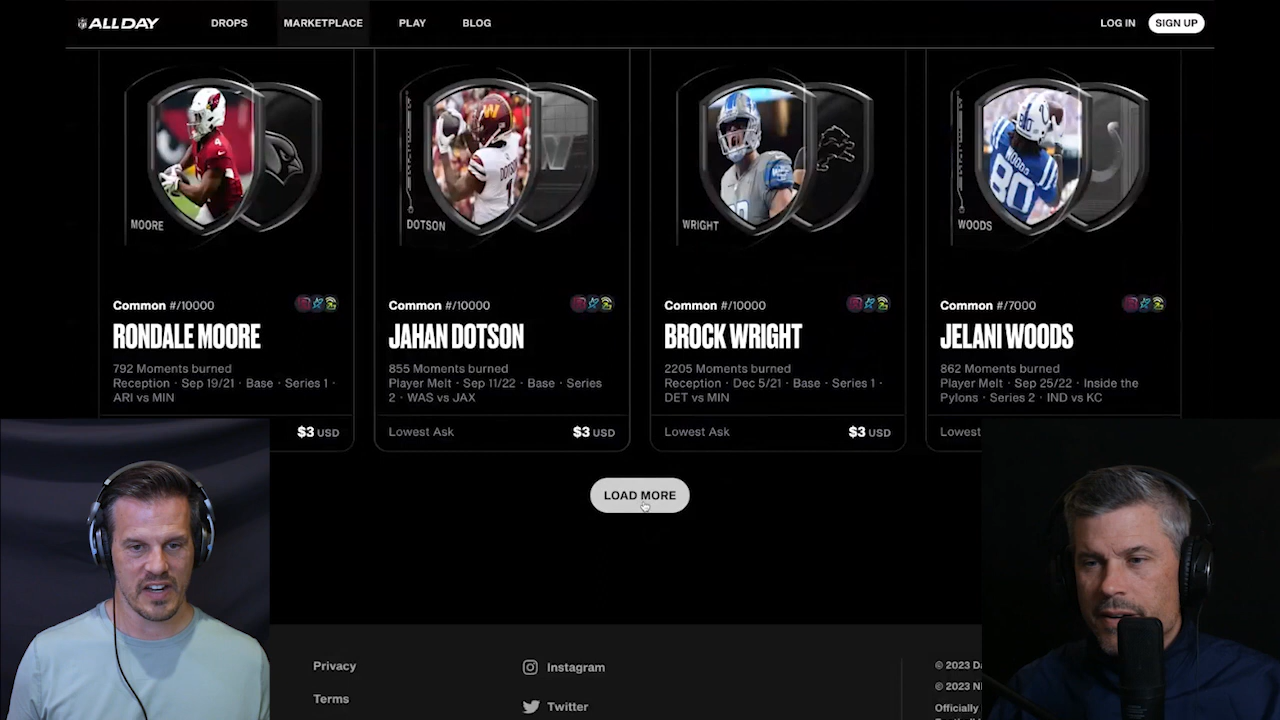 ALL DAY
DROPS
MARKETPLACE
PLAY
BLOG
LOG IN
SIGN UP
MOORE
Common #/10000
RONDALE MOORE
792 Moments burned
Reception · Sep 19/21 · Base · Series 1 ·
ARI vs MIN
$3 USD
DOTSON
Common #/10000
JAHAN DOTSON
855 Moments burned
Player Melt · Sep 11/22 · Base · Series
2 · WAS vs JAX
Lowest Ask
$3 USD
WRIGHT
Common #/10000
BROCK WRIGHT
2205 Moments burned
Reception · Dec 5/21 · Base · Series 1 ·
DET vs MIN
Lowest Ask
$3 USD
WOODS
80
WOODS
Common #/7000
JELANI WOODS
862 Moments burned
Player Melt · Sep 25/22 · Inside the
Pylons · Series 2 · IND vs KC
Lowest
LOAD MORE
Privacy
Terms
Instagram
Twitter
© 2023
© 2023
Officially